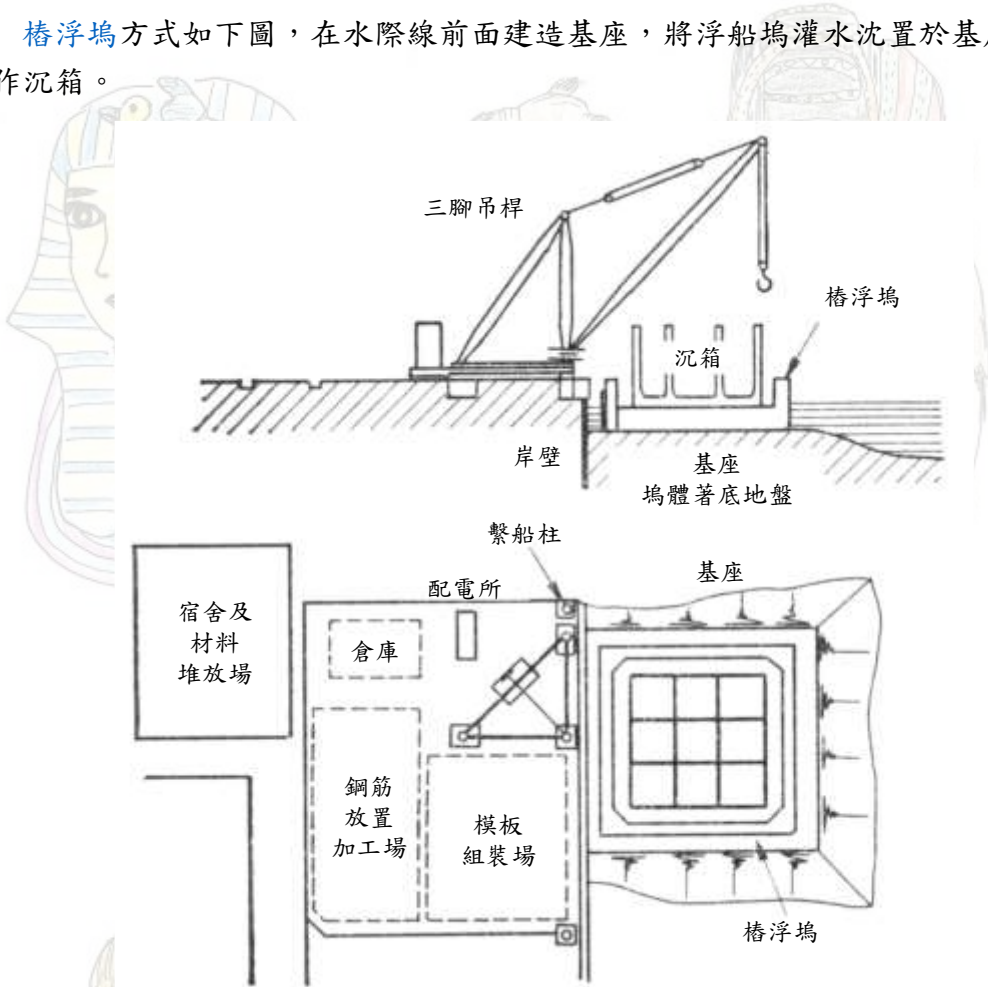 樁浮塢方式如下圖，在水際線前面建造基座，將浮船塢灌水沈置於基
作沉箱。
三腳吊桿
樁浮塢
沉箱
岸壁
基座
塢體著底地盤
繫船柱
配電所
基座
宿舍及
材料
堆放場
倉庫
鋼筋
放置
加工場
模板
組裝場
樁浮塢